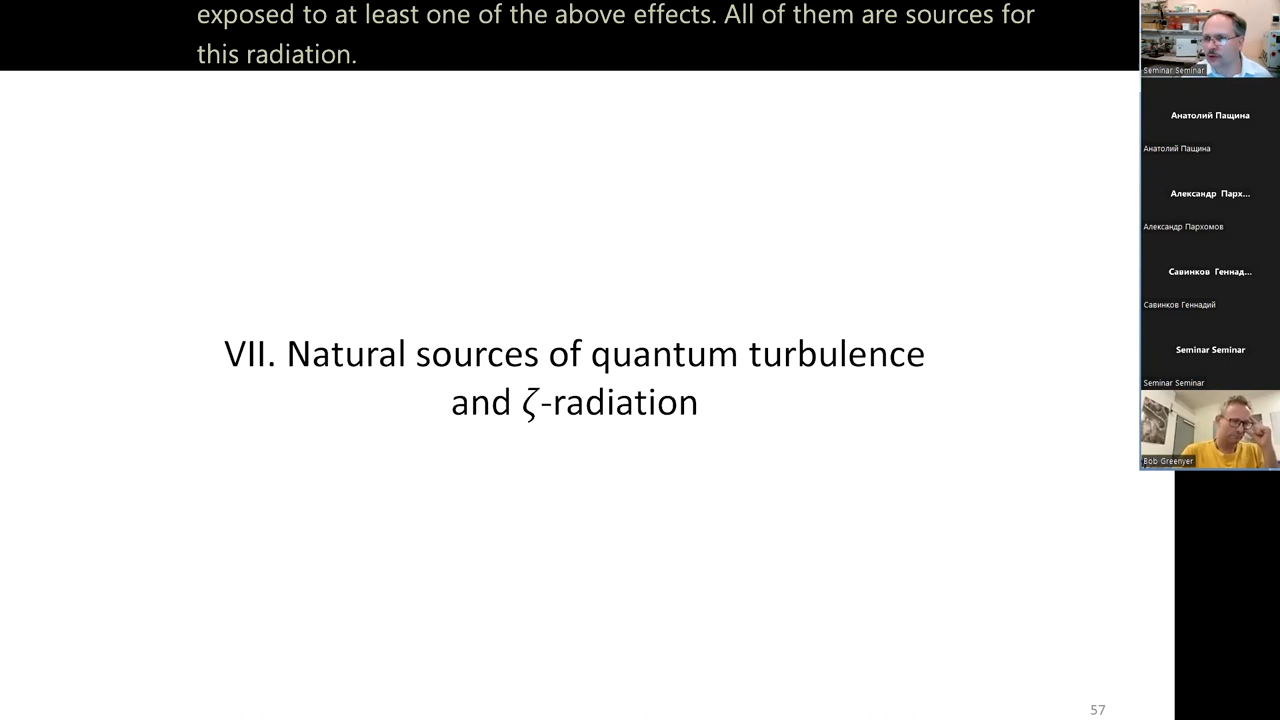 exposed to at least one of the above effects. All of them are sources for
this radiation.
VII. Natural sources of quantum turbulence
and ζ-radiation
57
Seminar Seminar
Анатолий Пащина
Анатолий Пащина
Александр Парх...
Александр Пархомов
Савинков Геннад...
Савинков Геннадий
Seminar Seminar
Seminar Seminar
Bob Greenyer